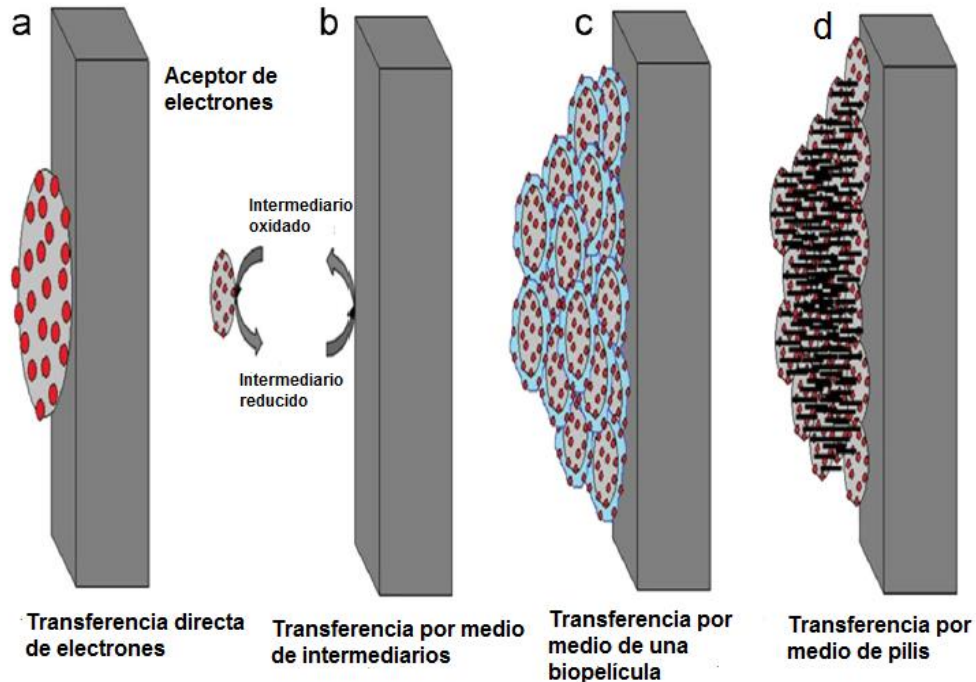 a
b
c
d
Aceptor de
electrones
Intermediario
oxidado
Intermediario
reducido
Transferencia directa
de electrones
Transferencia por medio
de intermediarios
Transferencia por
medio de una
biopelícula
Transferencia por
medio de pilis